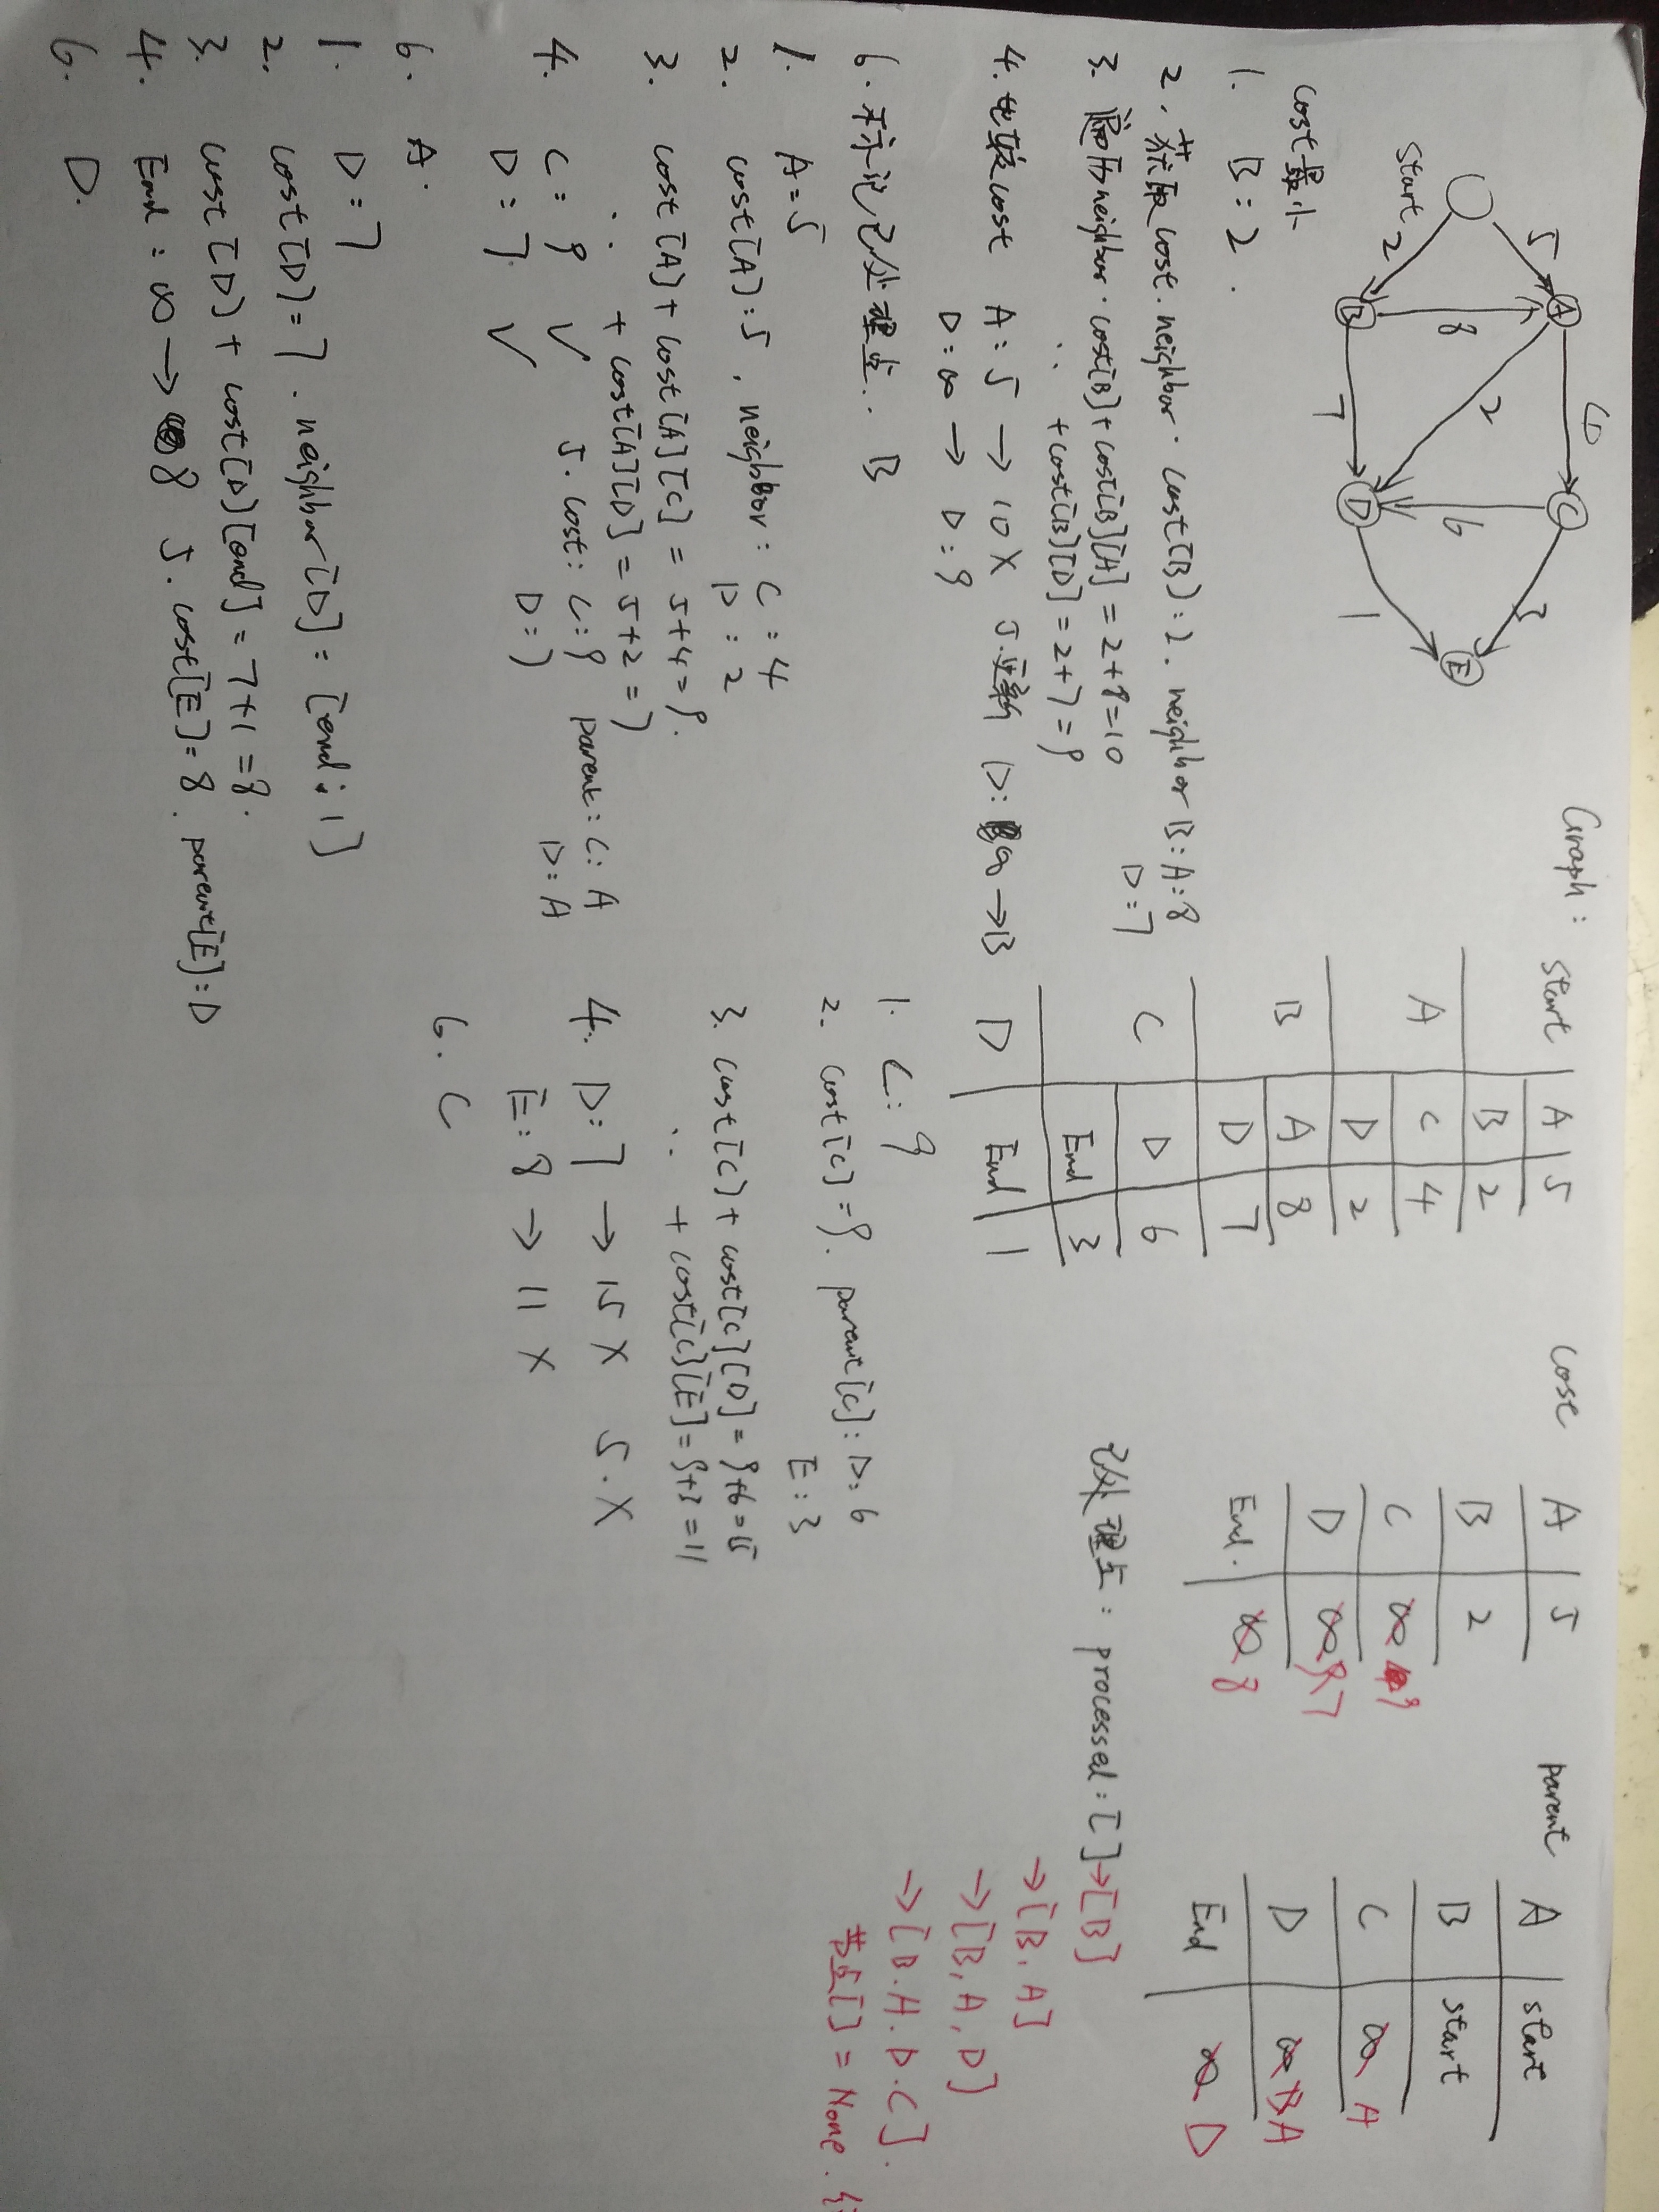 Graph:
cost
parent
start
A 5
B 2
A
C 4
D 2
B
A 8
D 7
C
D 6
End 3
D
End 1
A 5
B 2
C ∞ 9
D ∞ 9 7
End. ∞ 8
A start
B start
C ∞ A
D ∞ B A
End ∞ D
start
5
2
A
8
B
4
2
7
C
6
D
3
1
E
cost最小
1. B:2.
2. 获取cost.neighbor. cost[B]:2. neighbor B:A:8
D:7
3. 遍历neighbor. cost[B]+cost[B][A]=2+8=10
+cost[B][D]=2+7=9
4. 比较cost A:5 → 10 X 5.更新 D: ∞ → B
D:∞ → D:9
6. 标记已处理点. B
已处理点: processed:[]→[B]
→[B.A]
→[B,A,D]
→[B.A.D.C].
节点[] = None.
1. A=5
2. cost[A]:5, neighbor: C:4
D:2
3. cost[A]+cost[A][C]=5+4=9.
+cost[A][D]=5+2=7
4. C:9 √ 5. cost: C:9 parent: C:A
D:7. √ D:7 D:A
6. A.
1. D:7
2. cost[D]=7. neighbor[D]=[end:1]
3. cost[D]+cost[D][end]=7+1=8.
4. End:∞ → 8 5. cost[E]=8. parent[E]:D
6. D.
1. C:9
2. cost[C]=9. parent[C]:D:6
E:3
3. cost[C]+cost[C][D]=9+6=15
+cost[C][E]=9+3=11
4. D:7 → 15 X 5.X
E:8 → 11 X
6. C